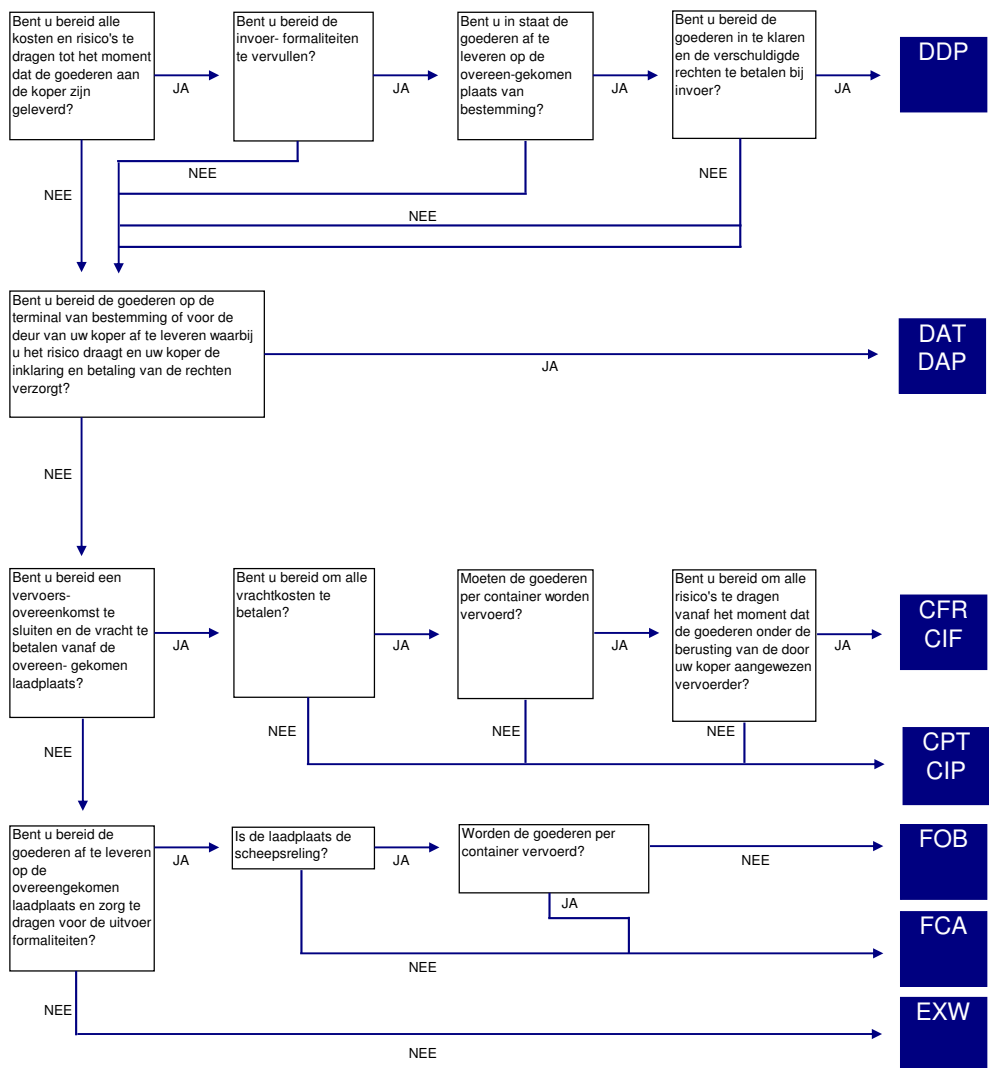 Bent u bereid alle
kosten en risico's te
dragen tot het moment
dat de goederen aan
de koper zijn
geleverd?
JA
Bent u bereid de
invoer- formaliteiten
te vervullen?
JA
Bent u in staat de
goederen af te
leveren op de
overeen-gekomen
plaats van
bestemming?
JA
Bent u bereid de
goederen in te klaren
en de verschuldigde
rechten te betalen bij
invoer?
JA
DDP
NEE
NEE
NEE
NEE
Bent u bereid de goederen op de
terminal van bestemming of voor de
deur van uw koper af te leveren waarbij
u het risico draagt en uw koper de
inklaring en betaling van de rechten
verzorgt?
JA
DAT
DAP
NEE
Bent u bereid een
vervoers-
overeenkomst te
sluiten en de vracht te
betalen vanaf de
overeen- gekomen
laadplaats?
JA
Bent u bereid om alle
vrachtkosten te
betalen?
JA
Moeten de goederen
per container worden
vervoerd?
JA
Bent u bereid om alle
risico's te dragen
vanaf het moment dat
de goederen onder de
berusting van de door
uw koper aangewezen
vervoerder?
JA
CFR
CIF
NEE
NEE
NEE
NEE
CPT
CIP
Bent u bereid de
goederen af te leveren
op de
overeengekomen
laadplaats en zorg te
dragen voor de uitvoer
formaliteiten?
JA
Is de laadplaats de
scheepsreling?
JA
Worden de goederen per
container vervoerd?
NEE
FOB
JA
NEE
FCA
NEE
NEE
EXW